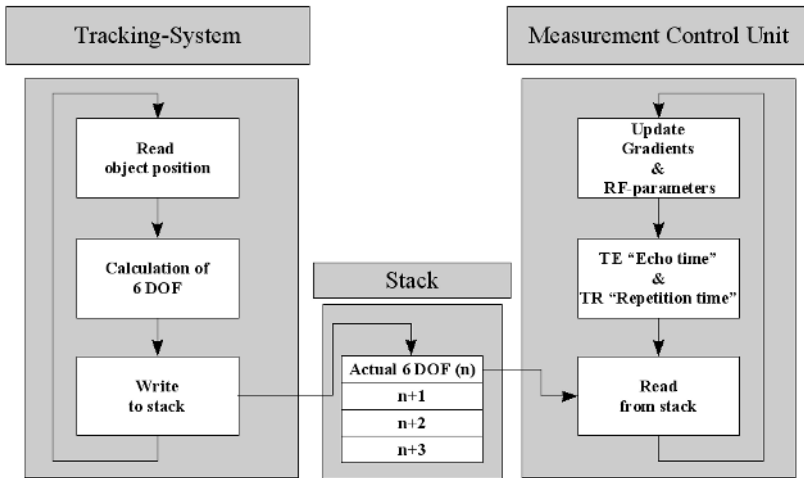 Tracking-System
Read
object position
Calculation of
6 DOF
Write
to stack
Stack
Actual 6 DOF (n)
n+1
n+2
n+3
Measurement Control Unit
Update
Gradients
&
RF-parameters
TE “Echo time”
&
TR “Repetition time”
Read
from stack